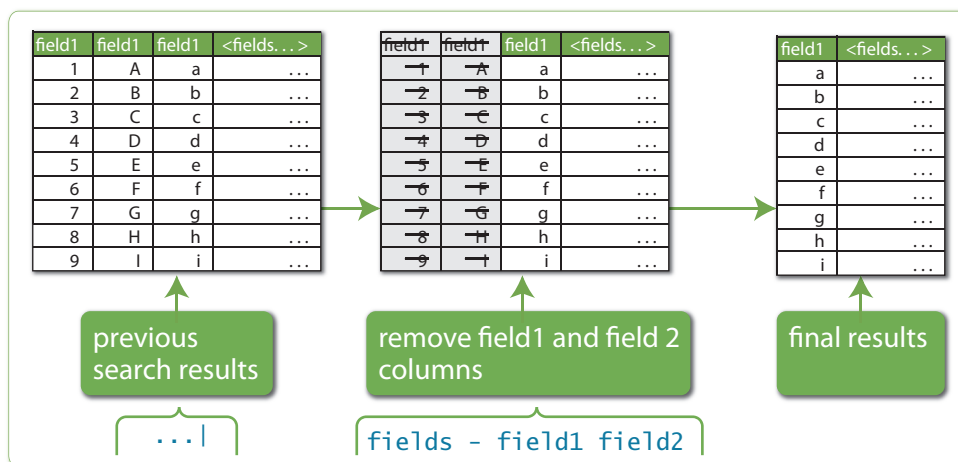 field1 field1 field1 <fields...>
1 A a ...
2 B b ...
3 C c ...
4 D d ...
5 E e ...
6 F f ...
7 G g ...
8 H h ...
9 I i ...
field1 field1 field1 <fields...>
1 A a ...
2 B b ...
3 C c ...
4 D d ...
5 E e ...
6 F f ...
7 G g ...
8 H h ...
9 I i ...
field1 <fields...>
a ...
b ...
c ...
d ...
e ...
f ...
g ...
h ...
i ...
previous
search results
remove field1 and field 2
columns
final results
...|
fields - field1 field2